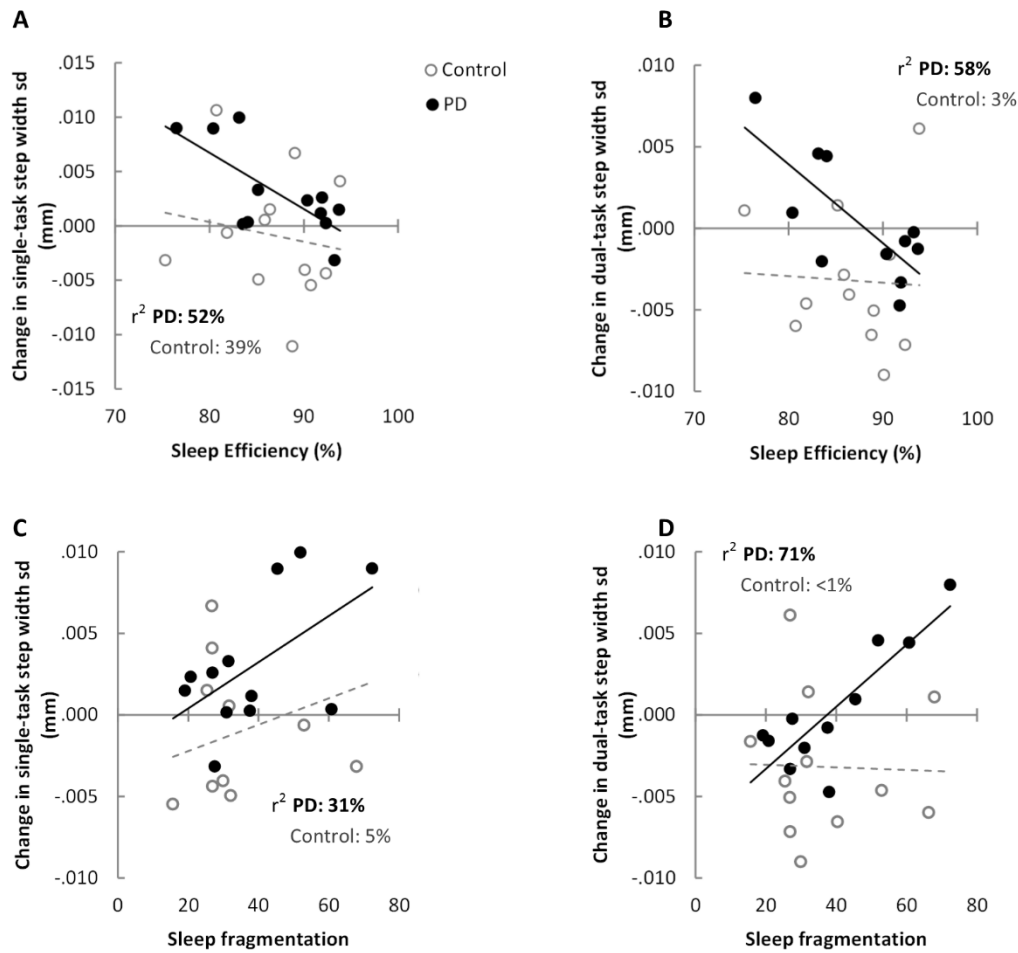 A
Change in single-task step width sd
(mm)
.015
.010
.005
.000
-.005
-.010
-.015
70 80 90 100
Sleep Efficiency (%)
r² PD: 52%
Control: 39%
Control
PD
B
Change in dual-task step width sd
(mm)
.010
.005
.000
-.005
-.010
70 80 90 100
Sleep Efficiency (%)
r² PD: 58%
Control: 3%
C
Change in single-task step width sd
(mm)
.010
.005
.000
-.005
-.010
0 20 40 60 80
Sleep fragmentation
r² PD: 31%
Control: 5%
D
Change in dual-task step width sd
(mm)
.010
.005
.000
-.005
-.010
0 20 40 60 80
Sleep fragmentation
r² PD: 71%
Control: <1%